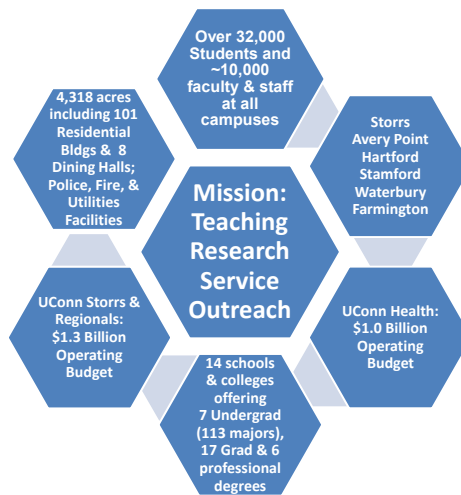 Over 32,000
Students and
~10,000
faculty & staff
at all
campuses
4,318 acres
including 101
Residential
Bldgs & 8
Dining Halls;
Police, Fire, &
Utilities
Facilities
Storrs
Avery Point
Hartford
Stamford
Waterbury
Farmington
Mission:
Teaching
Research
Service
Outreach
UConn Storrs &
Regionals:
$1.3 Billion
Operating
Budget
UConn Health:
$1.0 Billion
Operating
Budget
14 schools
& colleges
offering
7 Undergrad
(113 majors),
17 Grad & 6
professional
degrees